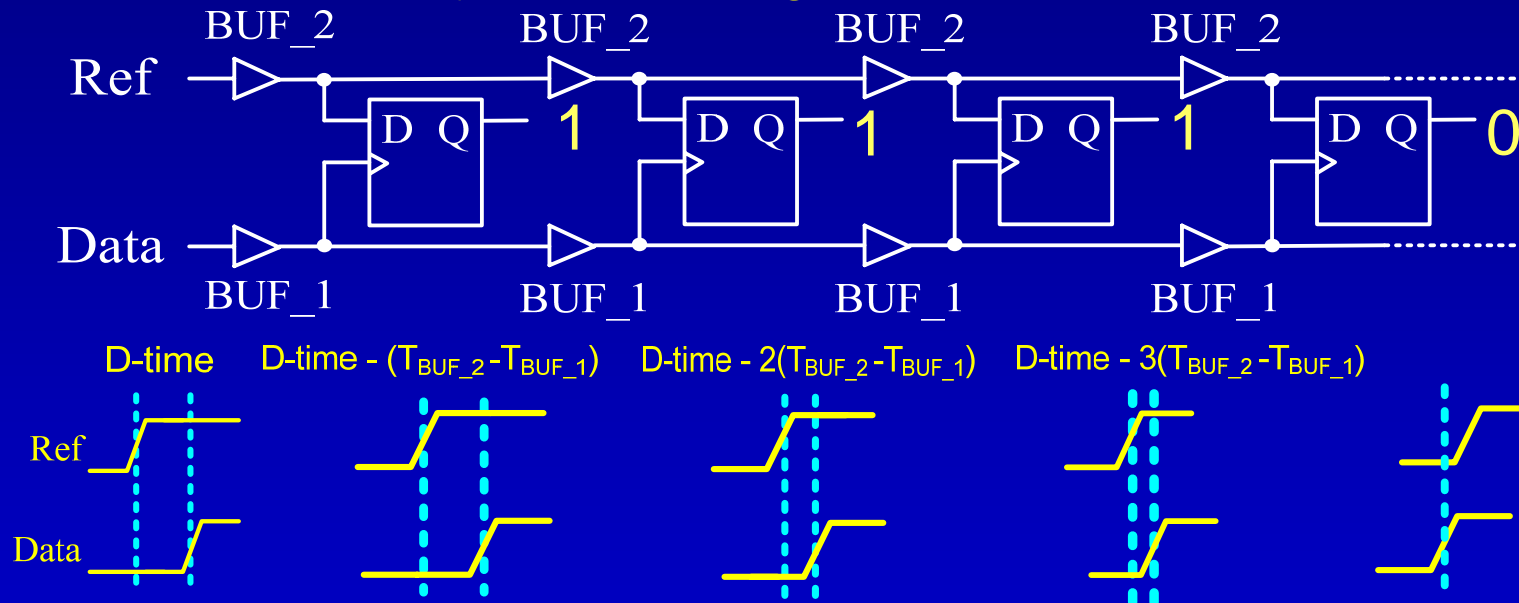 BUF_2 BUF_2 BUF_2 BUF_2
Ref
D Q 1 D Q 1 D Q 1 D Q 0
Data
BUF_1 BUF_1 BUF_1 BUF_1
D-time D-time - (TBUF_2-TBUF_1) D-time - 2(TBUF_2-TBUF_1) D-time - 3(TBUF_2-TBUF_1)
Ref
Data